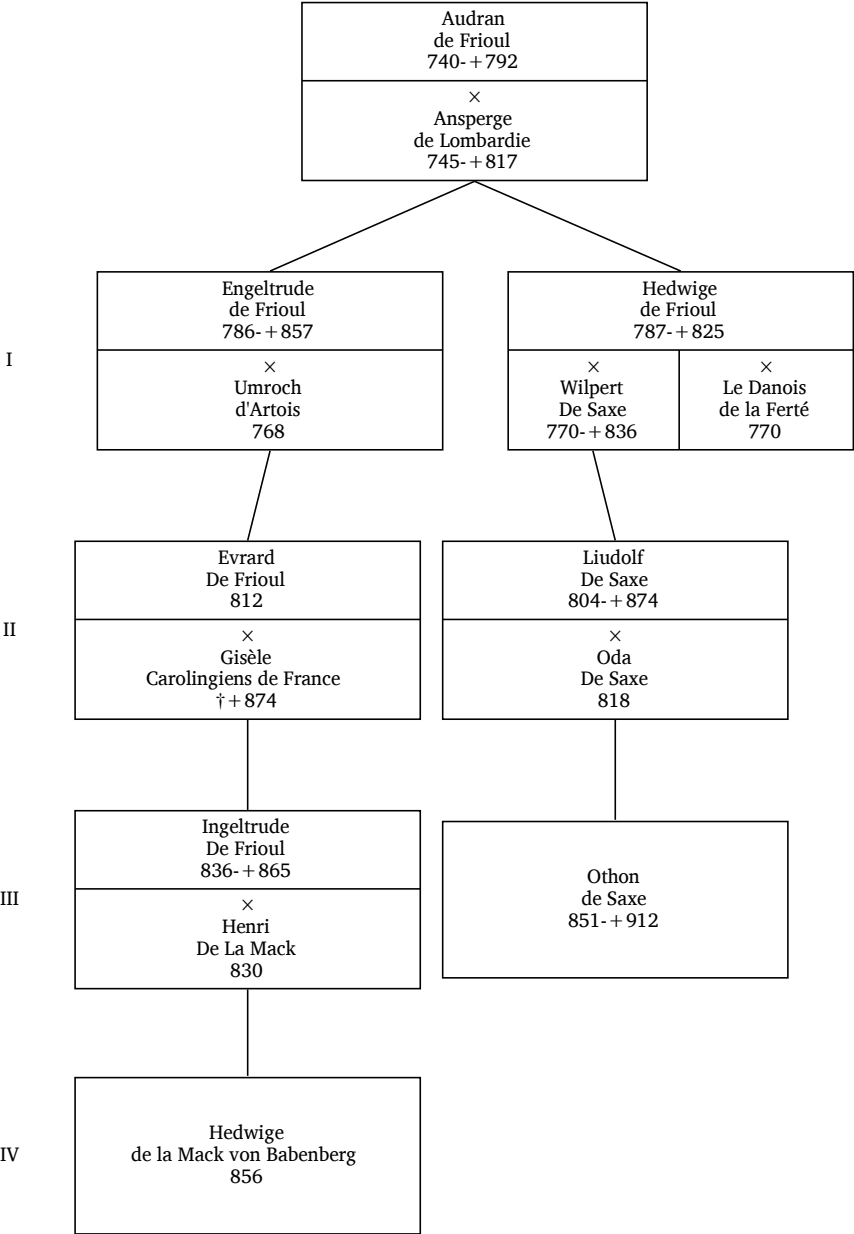 Audran
de Frioul
740-+792
×
Ansperge
de Lombardie
745-+817
I
Engeltrude
de Frioul
786-+857
×
Umroch
d'Artois
768
Hedwige
de Frioul
787-+825
×
Wilpert
De Saxe
770-+836
×
Le Danois
de la Ferté
770
II
Evrard
De Frioul
812
×
Gisèle
Carolingiens de France
†+874
Liudolf
De Saxe
804-+874
×
Oda
De Saxe
818
III
Ingeltrude
De Frioul
836-+865
×
Henri
De La Mack
830
Othon
de Saxe
851-+912
IV
Hedwige
de la Mack von Babenberg
856